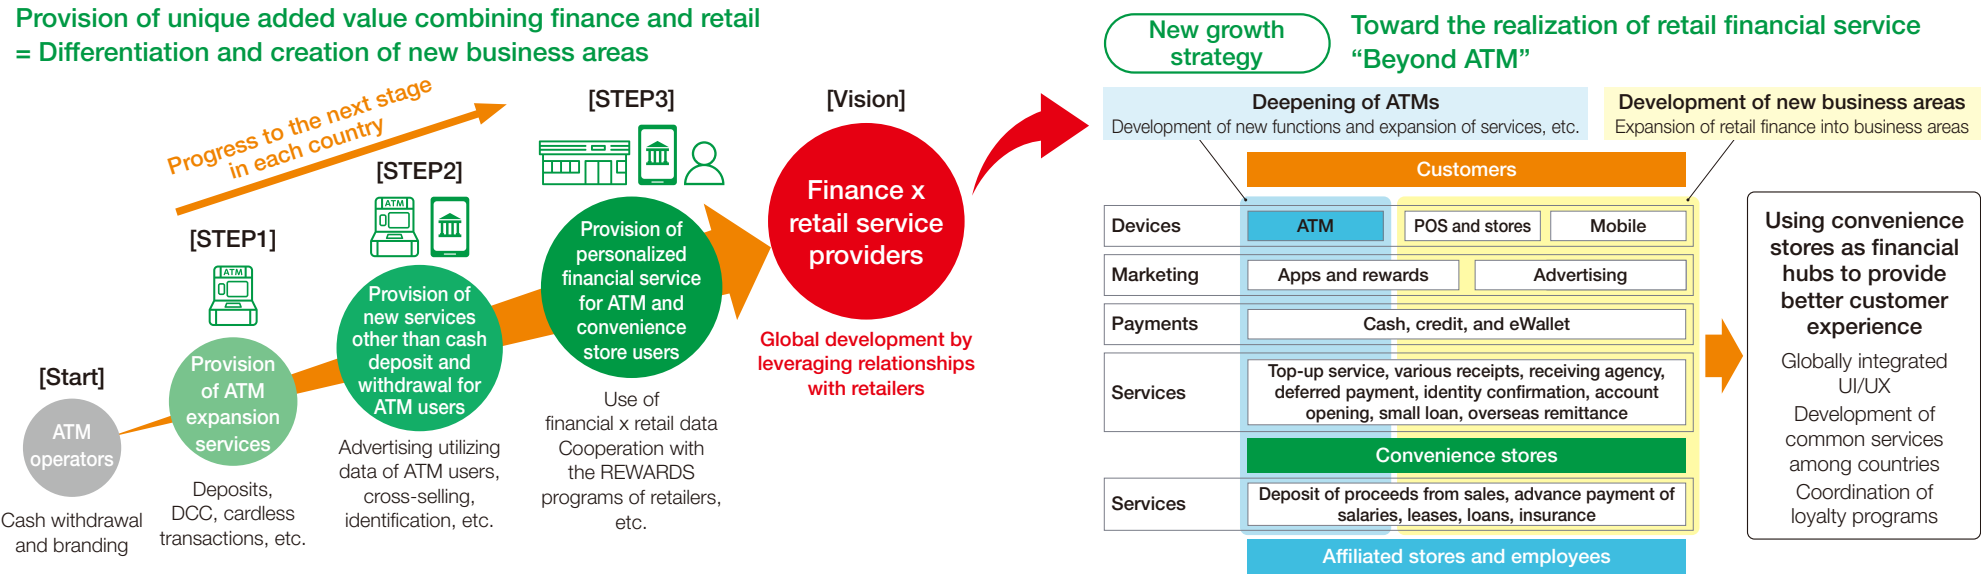 Provision of unique added value combining finance and retail
= Differentiation and creation of new business areas
Progress to the next stage
in each country
[Start]
ATM
operators
Cash withdrawal
and branding
[STEP1]
ATM
Provision
of ATM
expansion
services
Deposits,
DCC, cardless
transactions, etc.
[STEP2]
ATM
Provision of
new services
other than cash
deposit and
withdrawal for
ATM users
Advertising utilizing
data of ATM users,
cross-selling,
identification, etc.
[STEP3]
Provision of
personalized
financial service
for ATM and
convenience
store users
Use of
financial x retail data
Cooperation with
the REWARDS
programs of retailers,
etc.
[Vision]
Finance x
retail service
providers
Global development by
leveraging relationships
with retailers
New growth
strategy
Toward the realization of retail financial service
“Beyond ATM”
Deepening of ATMs
Development of new functions and expansion of services, etc.
Development of new business areas
Expansion of retail finance into business areas
Customers
Devices
ATM
POS and stores
Mobile
Marketing
Apps and rewards
Advertising
Payments
Cash, credit, and eWallet
Services
Top-up service, various receipts, receiving agency,
deferred payment, identity confirmation, account
opening, small loan, overseas remittance
Convenience stores
Services
Deposit of proceeds from sales, advance payment of
salaries, leases, loans, insurance
Affiliated stores and employees
Using convenience
stores as financial
hubs to provide
better customer
experience
Globally integrated
UI/UX
Development of
common services
among countries
Coordination of
loyalty programs